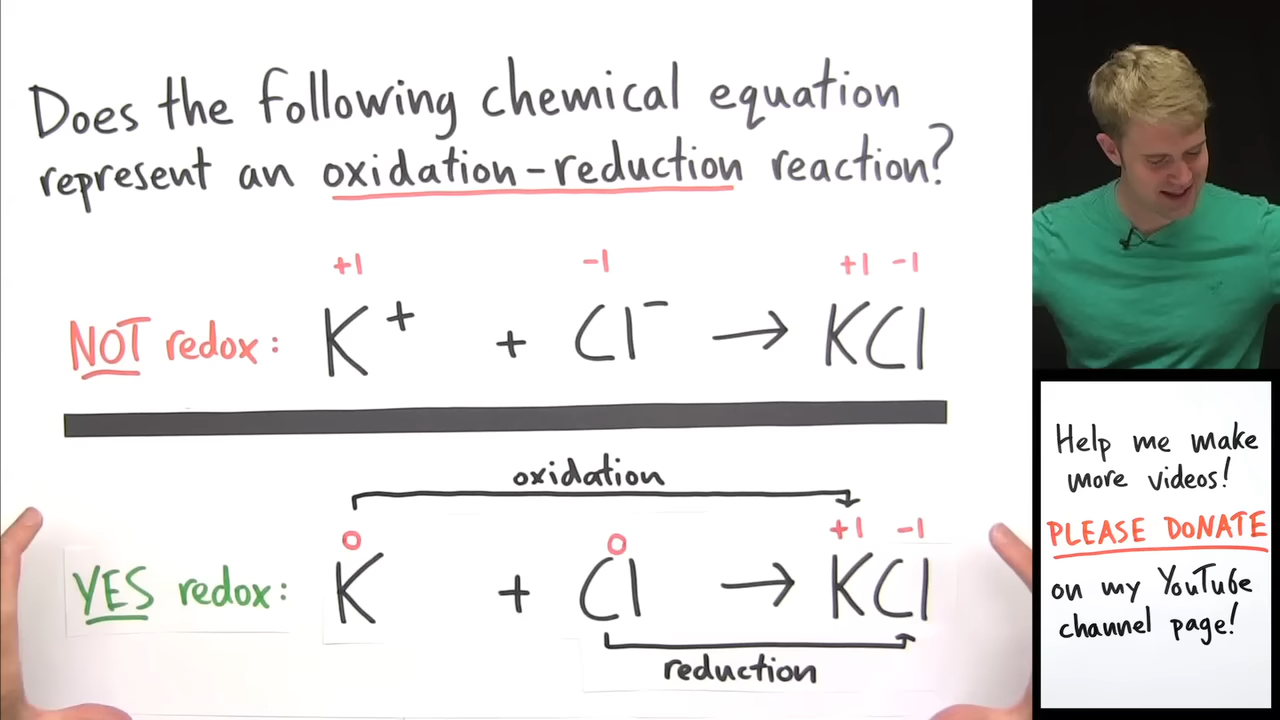 Does the following chemical equation
represent an oxidation-reduction reaction?
+1 -1 +1 -1
NOT redox: K⁺ + Cl⁻ → KCl
oxidation
0 0 +1 -1
YES redox: K + Cl → KCl
reduction
Help me make
more videos!
PLEASE DONATE
on my YouTube
channel page!